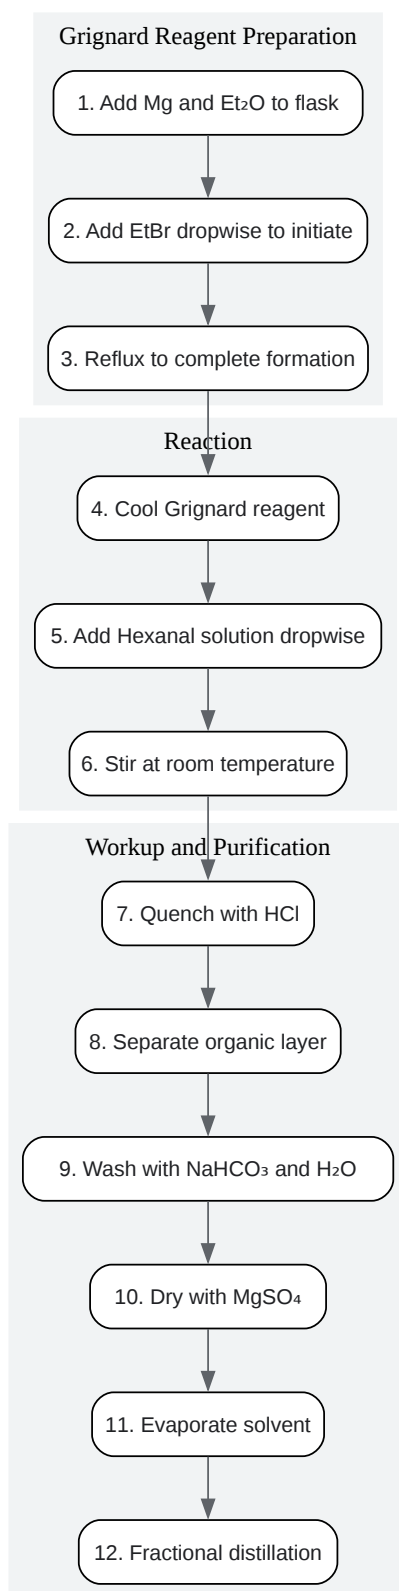 Grignard Reagent Preparation
1. Add Mg and Et₂O to flask
2. Add EtBr dropwise to initiate
3. Reflux to complete formation
Reaction
4. Cool Grignard reagent
5. Add Hexanal solution dropwise
6. Stir at room temperature
Workup and Purification
7. Quench with HCl
8. Separate organic layer
9. Wash with NaHCO₃ and H₂O
10. Dry with MgSO₄
11. Evaporate solvent
12. Fractional distillation